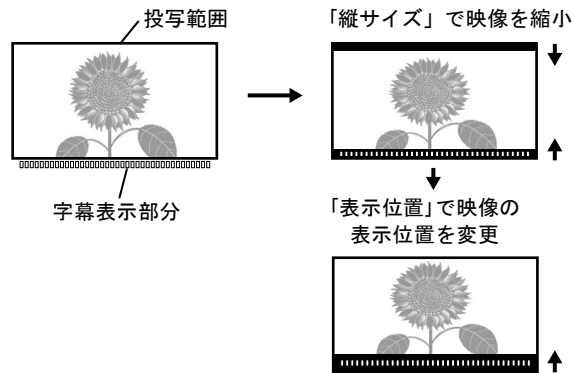 投写範囲
字幕表示部分
「縦サイズ」で映像を縮小
「表示位置」で映像の
表示位置を変更